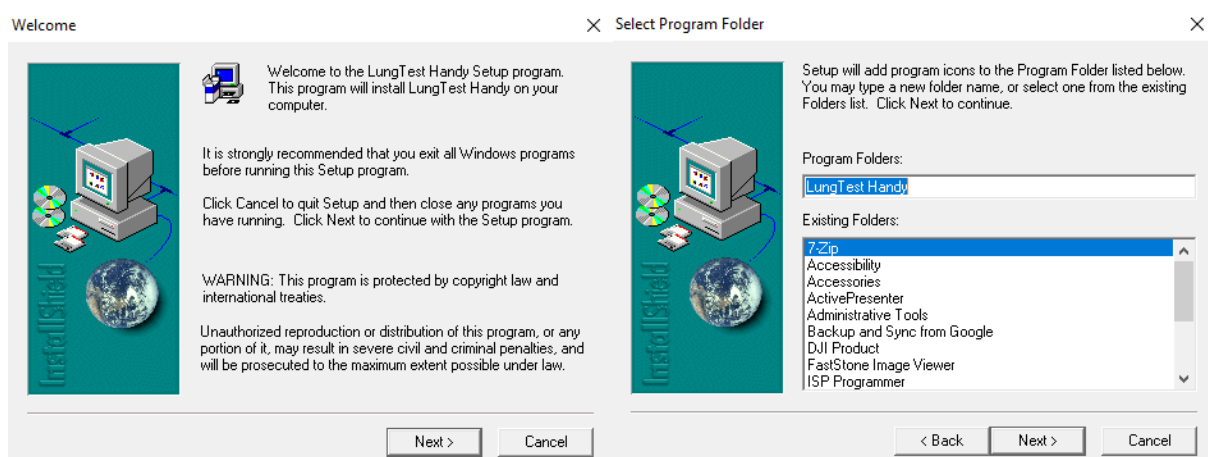 Welcome
Welcome to the LungTest Handy Setup program.
This program will install LungTest Handy on your
computer.
It is strongly recommended that you exit all Windows programs
before running this Setup program.
Click Cancel to quit Setup and then close any programs you
have running. Click Next to continue with the Setup program.
WARNING: This program is protected by copyright law and
international treaties.
Unauthorized reproduction or distribution of this program, or any
portion of it, may result in severe civil and criminal penalties, and
will be prosecuted to the maximum extent possible under law.
InstallShield
Next >
Cancel
Select Program Folder
Setup will add program icons to the Program Folder listed below.
You may type a new folder name, or select one from the existing
Folders list. Click Next to continue.
Program Folders:
LungTest Handy
Existing Folders:
7-Zip
Accessibility
Accessories
ActivePresenter
Administrative Tools
Backup and Sync from Google
DJI Product
FastStone Image Viewer
ISP Programmer
InstallShield
< Back
Next >
Cancel